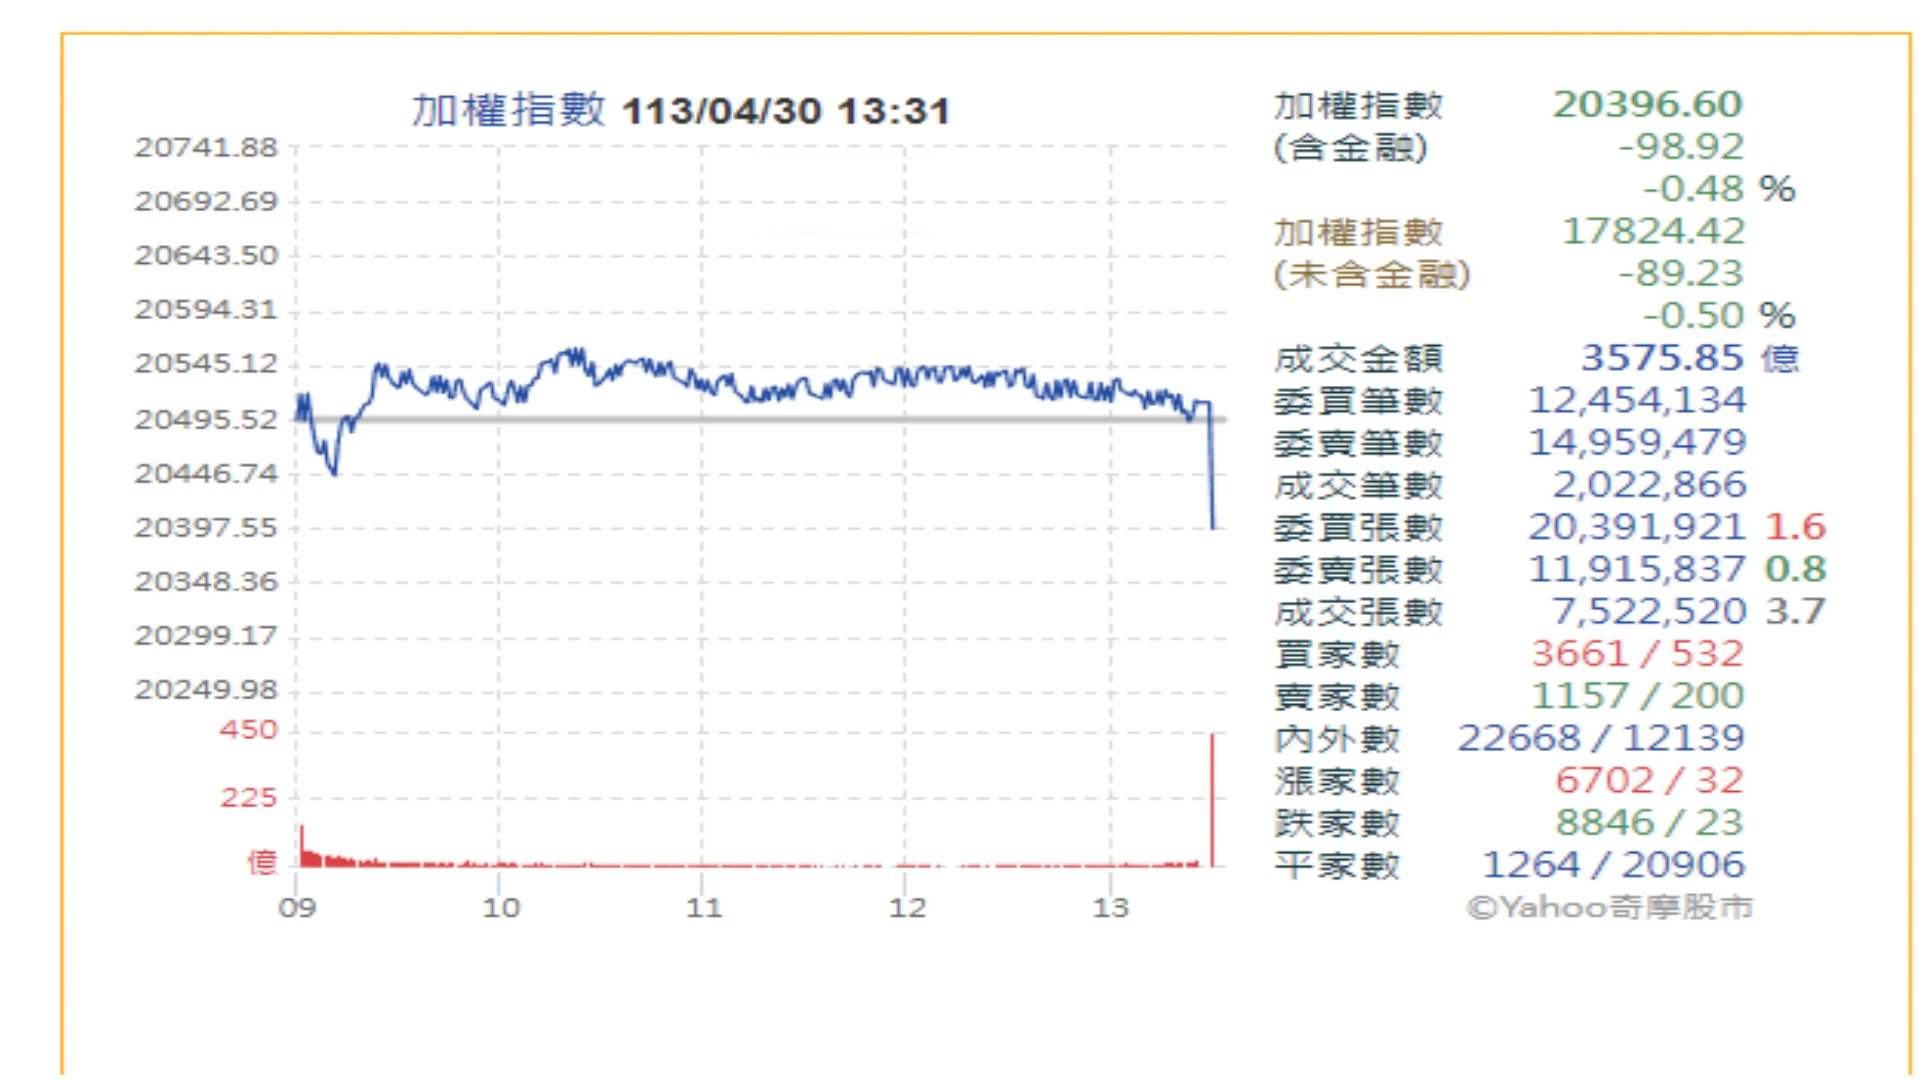 加權指數 113/04/30 13:31
20741.88
20692.69
20643.50
20594.31
20545.12
20495.52
20446.74
20397.55
20348.36
20299.17
20249.98
450
225
億
09 10 11 12 13
加權指數 20396.60
(含金融) -98.92
-0.48 %
加權指數 17824.42
(未含金融) -89.23
-0.50 %
成交金額 3575.85 億
委買筆數 12,454,134
委賣筆數 14,959,479
成交筆數 2,022,866
委買張數 20,391,921 1.6
委賣張數 11,915,837 0.8
成交張數 7,522,520 3.7
買家數 3661 / 532
賣家數 1157 / 200
內外數 22668 / 12139
漲家數 6702 / 32
跌家數 8846 / 23
平家數 1264 / 20906
©Yahoo奇摩股市